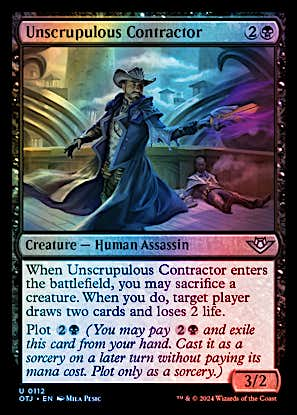 Unscrupulous Contractor 2
Creature — Human Assassin
When Unscrupulous Contractor enters
the battlefield, you may sacrifice a
creature. When you do, target player
draws two cards and loses 2 life.
Plot 2 (You may pay 2 and exile
this card from your hand. Cast it as a
sorcery on a later turn without paying its
mana cost. Plot only as a sorcery.)
3/2
U 0112
OTJ • EN Mila Pesic
™ & © 2024 Wizards of the Coast